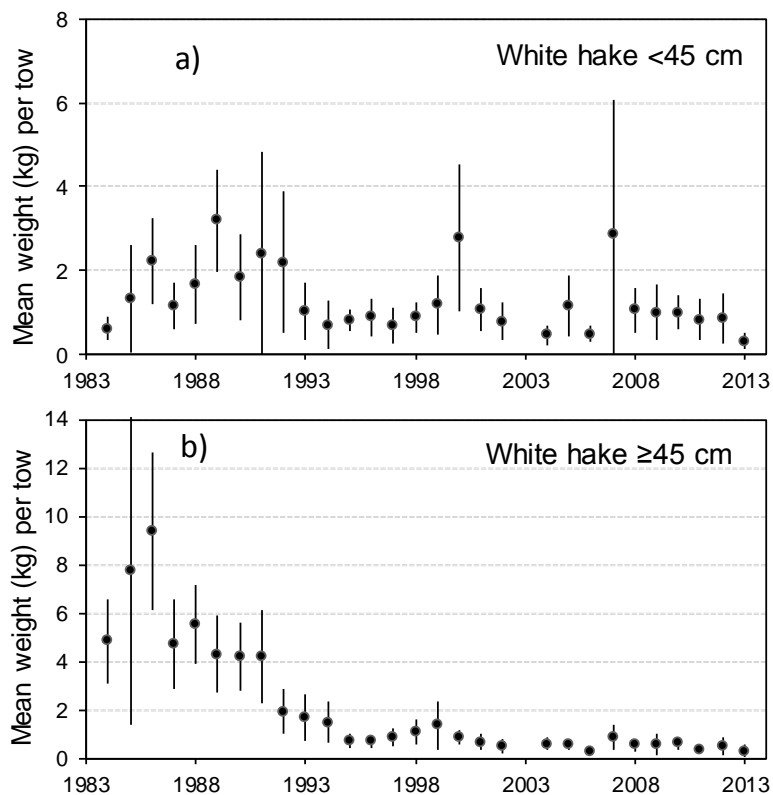 8
a)
White hake <45 cm
6
Mean weight (kg) per tow
4
2
0
1983 1988 1993 1998 2003 2008 2013
14
b)
White hake ≥45 cm
12
10
Mean weight (kg) per tow
8
6
4
2
0
1983 1988 1993 1998 2003 2008 2013